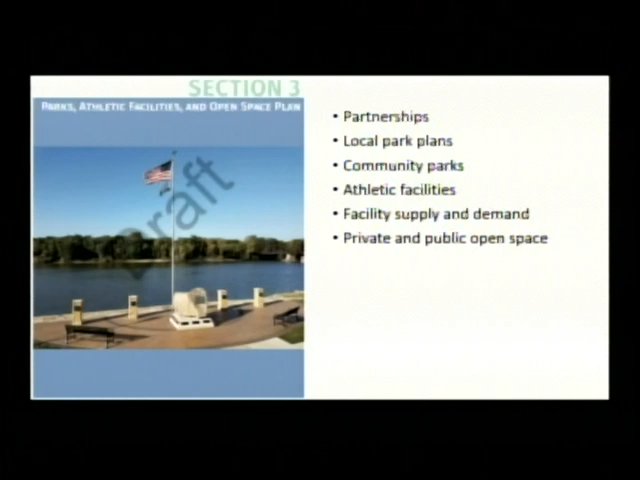 SECTION 3
PARKS, ATHLETIC FACILITIES, AND OPEN SPACE PLAN
Draft
• Partnerships
• Local park plans
• Community parks
• Athletic facilities
• Facility supply and demand
• Private and public open space